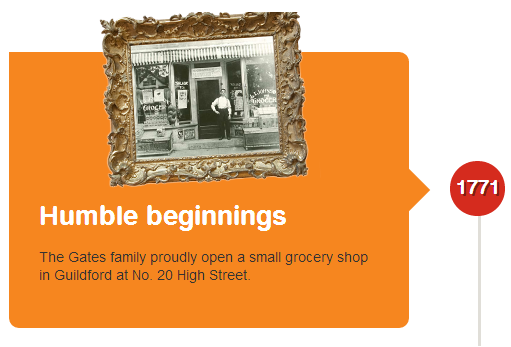 Humble beginnings
The Gates family proudly open a small grocery shop
in Guildford at No. 20 High Street.
1771